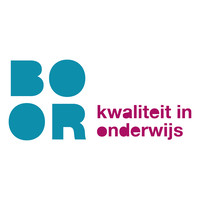 BO
OR
kwaliteit in
onderwijs